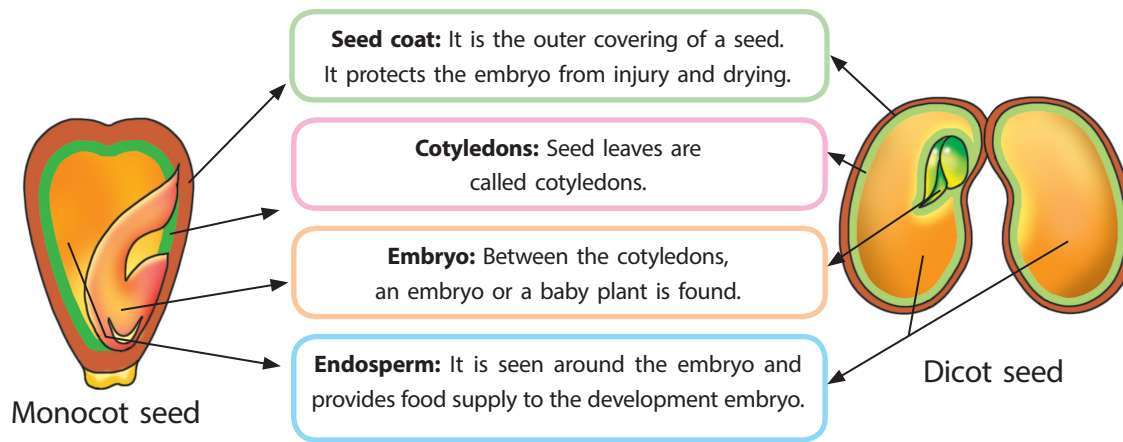 Seed coat: It is the outer covering of a seed.
It protects the embryo from injury and drying.
Cotyledons: Seed leaves are
called cotyledons.
Embryo: Between the cotyledons,
an embryo or a baby plant is found.
Endosperm: It is seen around the embryo and
provides food supply to the development embryo.
Monocot seed
Dicot seed